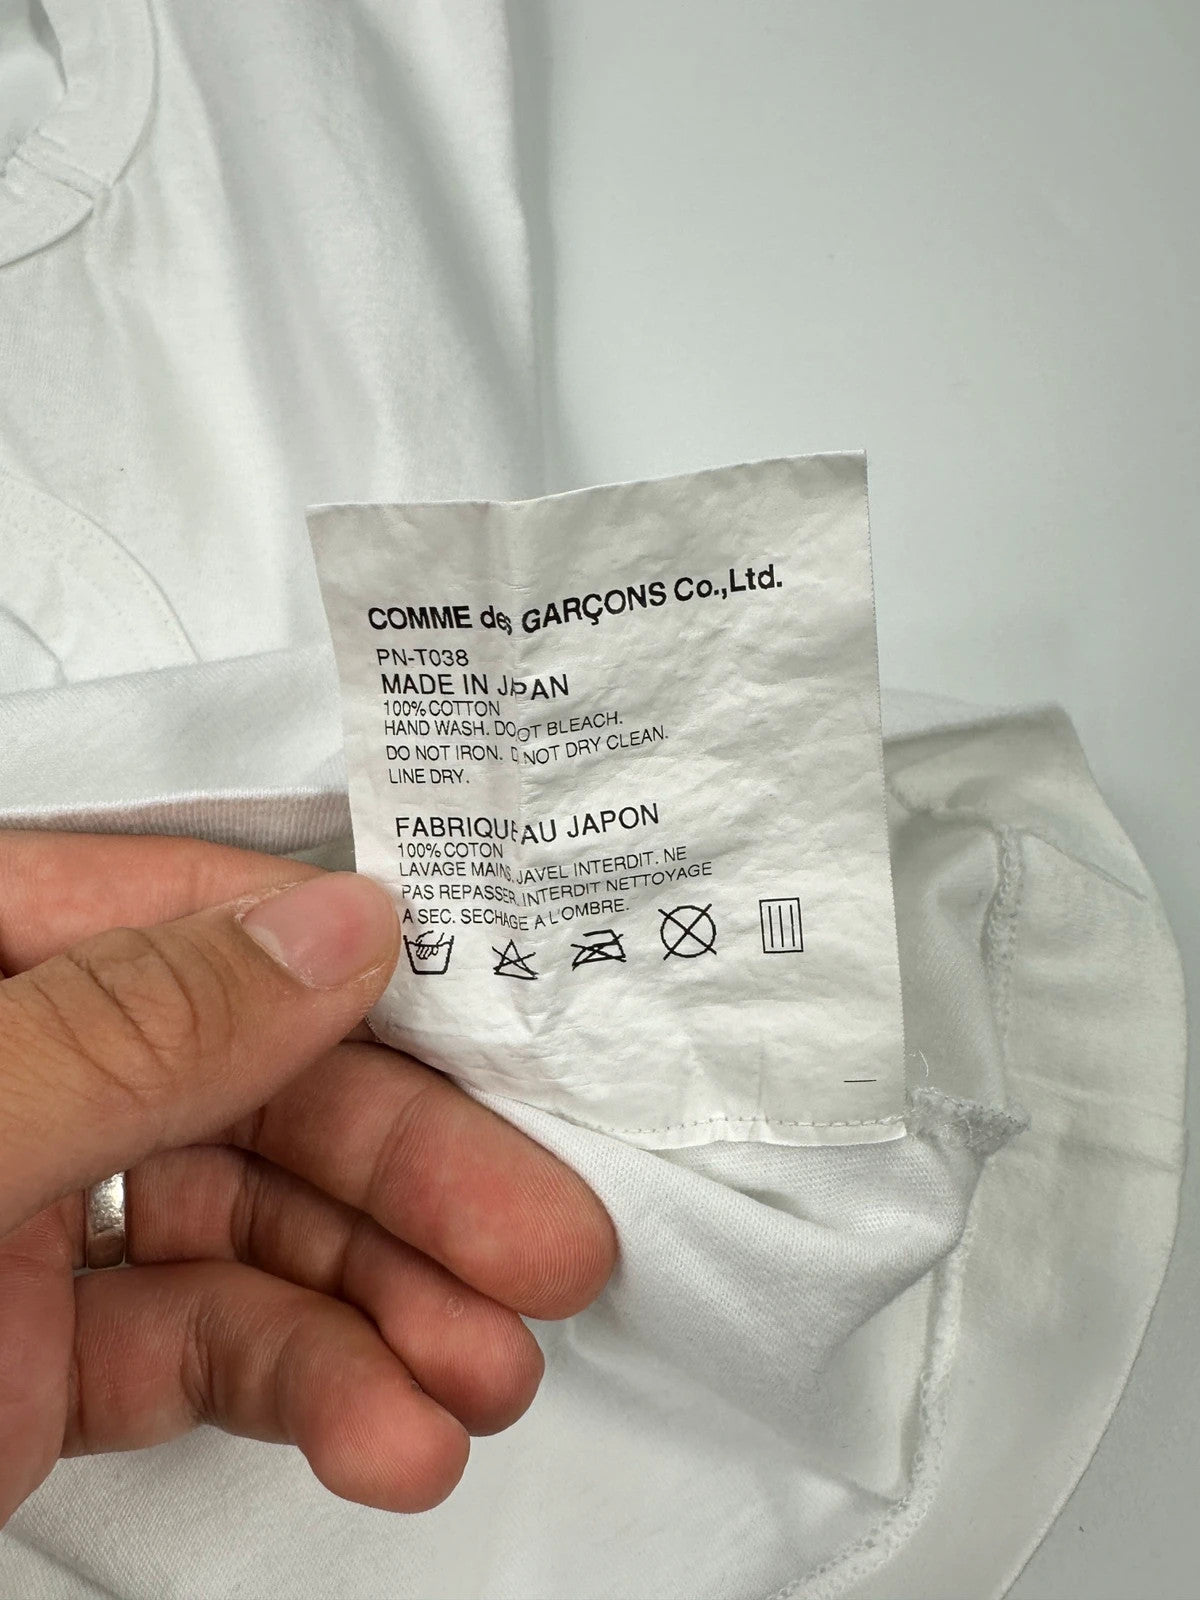 COMME des GARÇONS Co.,Ltd.
PN-T038
MADE IN JAPAN
100% COTTON
HAND WASH. DO OT BLEACH.
DO NOT IRON. D NOT DRY CLEAN.
LINE DRY.
FABRIQUE AU JAPON
100% COTON
LAVAGE MAINS. JAVEL INTERDIT. NE
PAS REPASSER. INTERDIT NETTOYAGE
A SEC. SECHAGE A L'OMBRE.